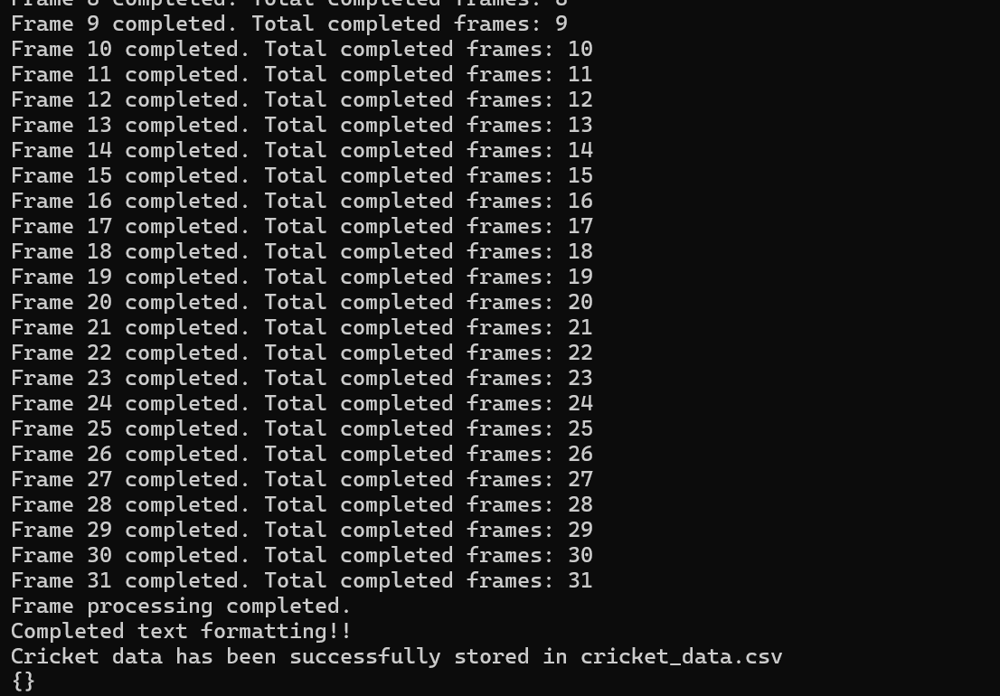 Frame 8 completed. Total completed frames: 8
Frame 9 completed. Total completed frames: 9
Frame 10 completed. Total completed frames: 10
Frame 11 completed. Total completed frames: 11
Frame 12 completed. Total completed frames: 12
Frame 13 completed. Total completed frames: 13
Frame 14 completed. Total completed frames: 14
Frame 15 completed. Total completed frames: 15
Frame 16 completed. Total completed frames: 16
Frame 17 completed. Total completed frames: 17
Frame 18 completed. Total completed frames: 18
Frame 19 completed. Total completed frames: 19
Frame 20 completed. Total completed frames: 20
Frame 21 completed. Total completed frames: 21
Frame 22 completed. Total completed frames: 22
Frame 23 completed. Total completed frames: 23
Frame 24 completed. Total completed frames: 24
Frame 25 completed. Total completed frames: 25
Frame 26 completed. Total completed frames: 26
Frame 27 completed. Total completed frames: 27
Frame 28 completed. Total completed frames: 28
Frame 29 completed. Total completed frames: 29
Frame 30 completed. Total completed frames: 30
Frame 31 completed. Total completed frames: 31
Frame processing completed.
Completed text formatting!!
Cricket data has been successfully stored in cricket_data.csv
{}